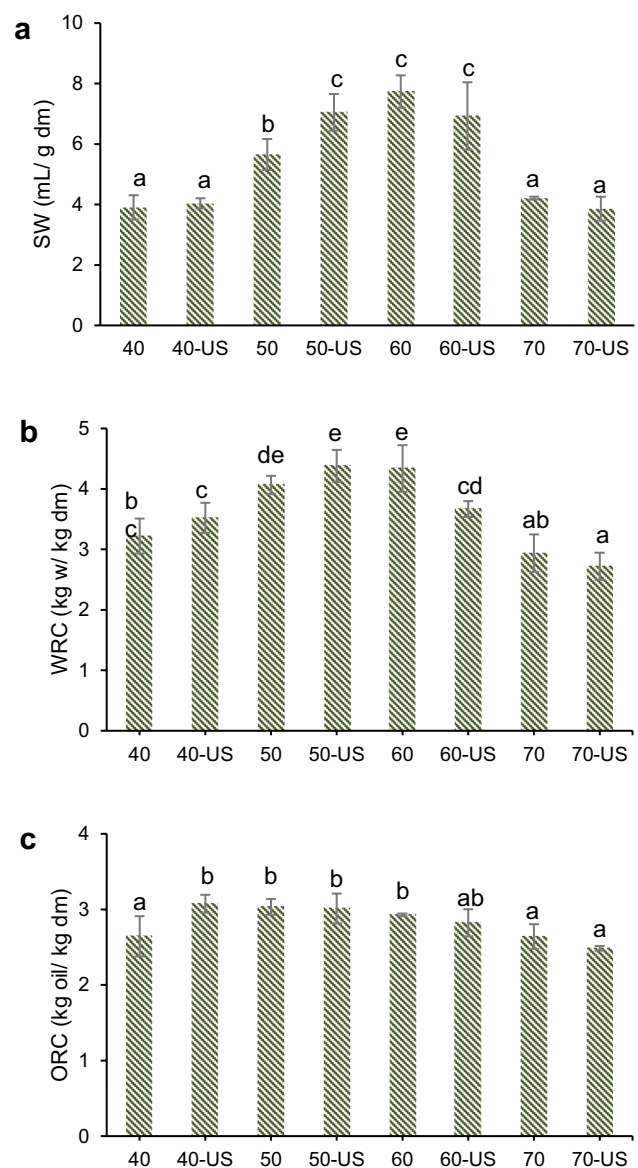 a
SW (mL/ g dm)
10
8
6
4
2
0
a
a
b
c
c
c
a
a
40 40-US 50 50-US 60 60-US 70 70-US
b
WRC (kg w/ kg dm)
5
4
3
2
1
0
b
c
c
de
e
e
cd
ab
a
40 40-US 50 50-US 60 60-US 70 70-US
c
ORC (kg oil/ kg dm)
4
3
2
1
0
a
b
b
b
b
ab
a
a
40 40-US 50 50-US 60 60-US 70 70-US